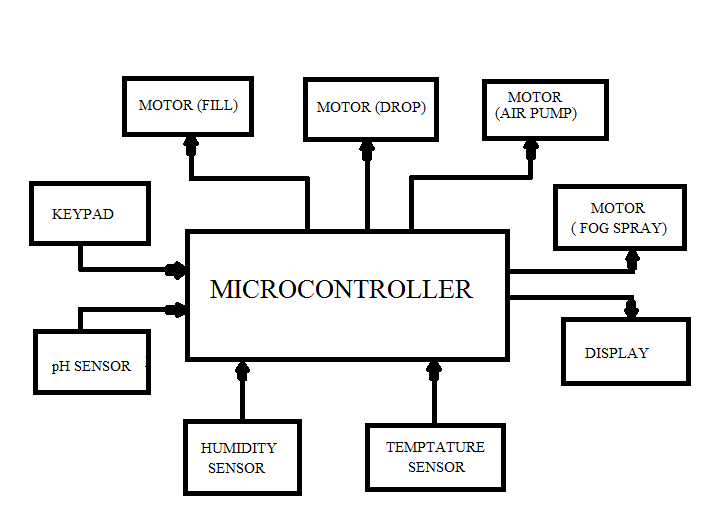 MOTOR (FILL)
MOTOR (DROP)
MOTOR
(AIR PUMP)
KEYPAD
MOTOR
( FOG SPRAY)
MICROCONTROLLER
pH SENSOR
DISPLAY
HUMIDITY
SENSOR
TEMPTATURE
SENSOR